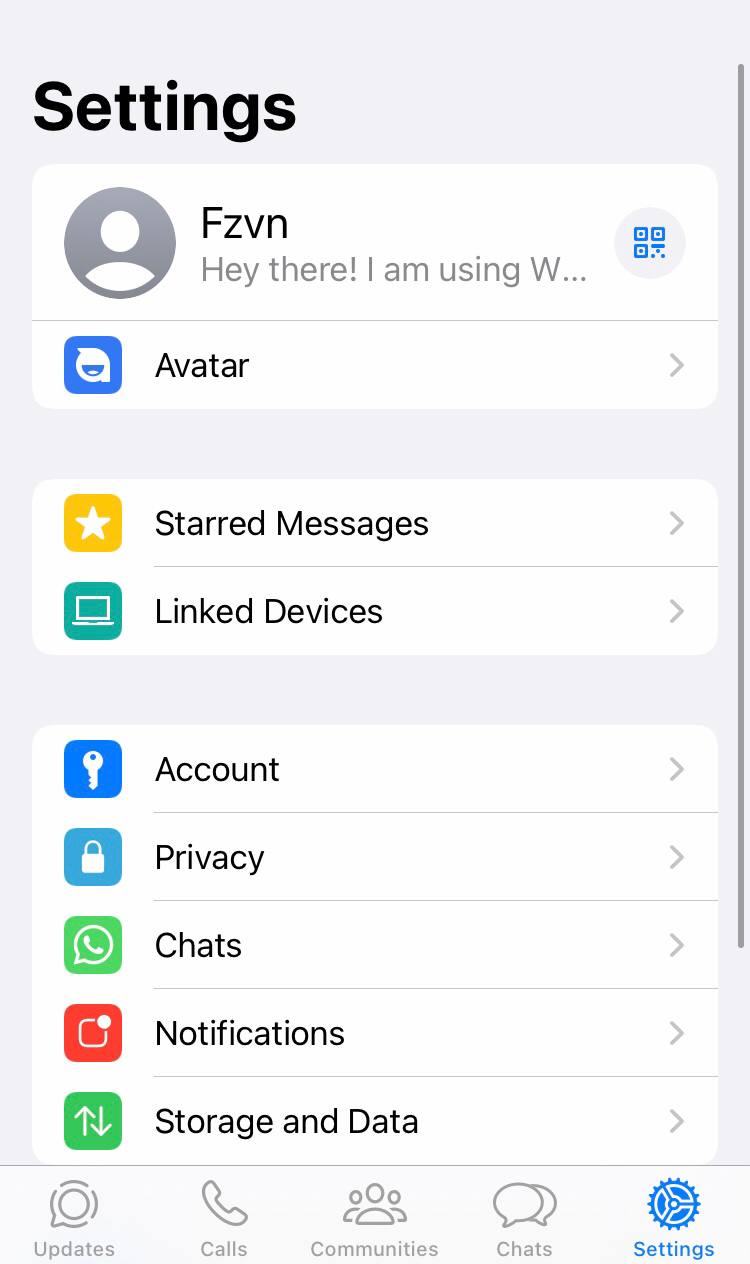 Settings
Fzvn
Hey there! I am using W...
Avatar
Starred Messages
Linked Devices
Account
Privacy
Chats
Notifications
Storage and Data
Updates
Calls
Communities
Chats
Settings